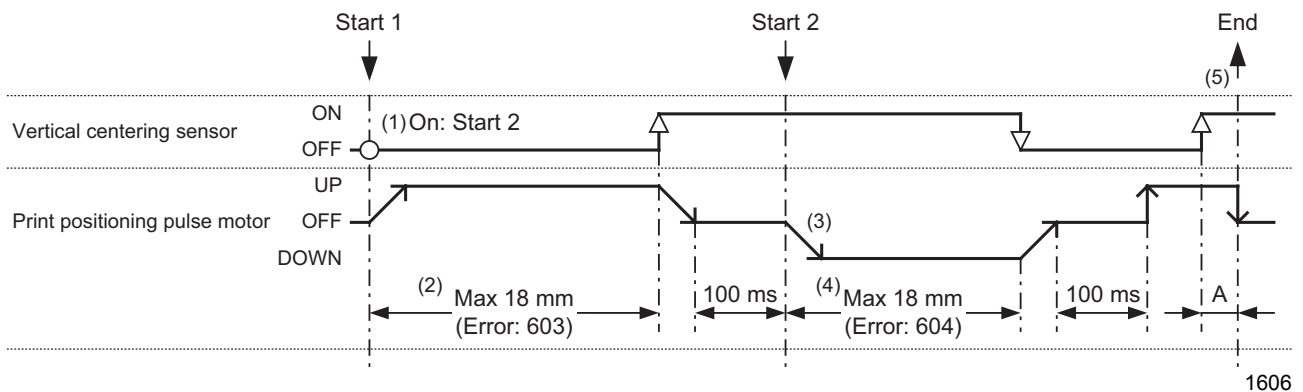 Start 1
Start 2
End
(5)
Vertical centering sensor
ON
OFF
(1) On: Start 2
Print positioning pulse motor
UP
OFF
DOWN
(3)
(2) Max 18 mm
(Error: 603)
100 ms
(4) Max 18 mm
(Error: 604)
100 ms
A
1606